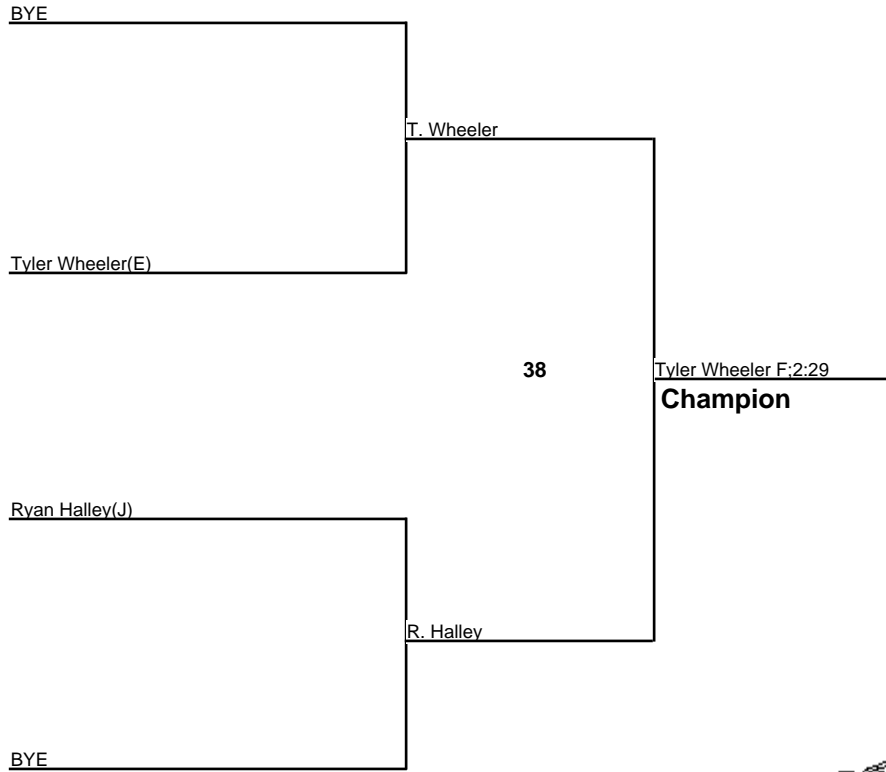 BYE
T. Wheeler
Tyler Wheeler(E)
38
Tyler Wheeler F;2:29
Champion
Ryan Halley(J)
R. Halley
BYE